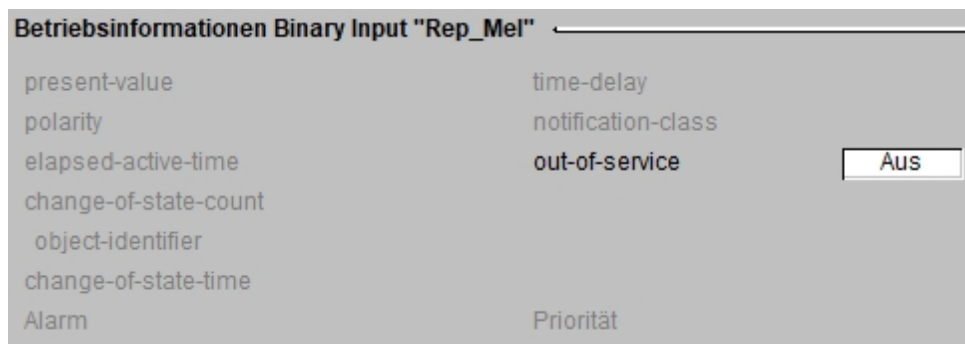 Betriebsinformationen Binary Input "Rep_Mel"
present-value time-delay
polarity notification-class
elapsed-active-time out-of-service Aus
change-of-state-count
object-identifier
change-of-state-time
Alarm Priorität